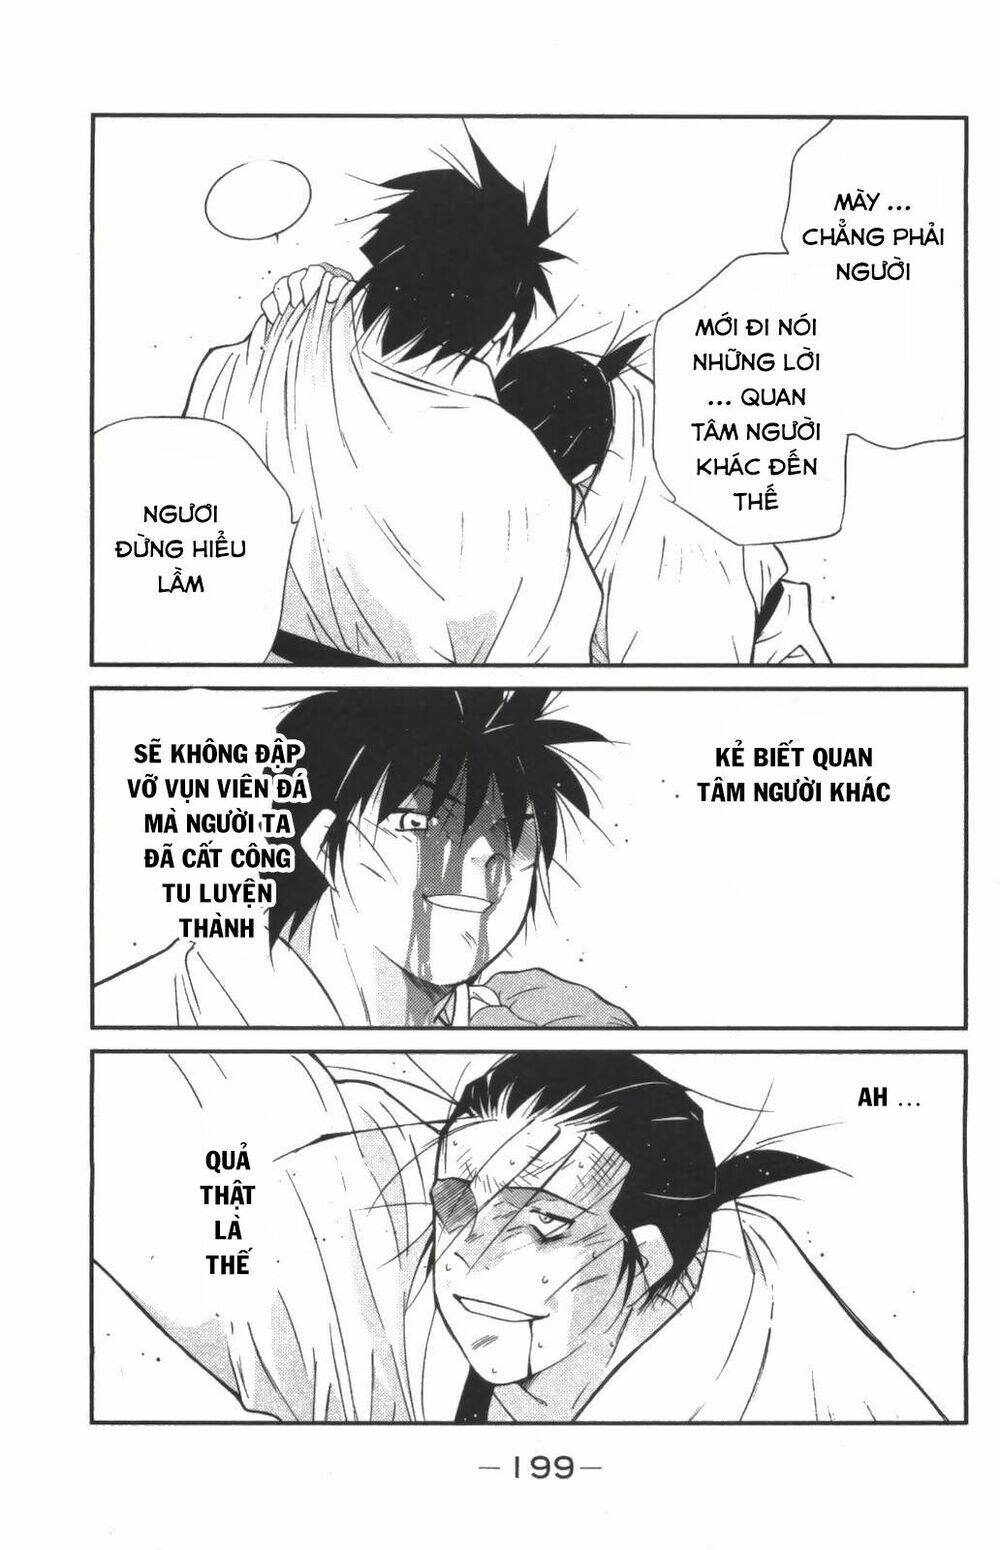 MÀY ...
CHẲNG PHẢI
NGƯỜI
MỚI ĐI NÓI
NHỮNG LỜI
... QUAN
TÂM NGƯỜI
KHÁC ĐẾN
THẾ
NGƯƠI
ĐỪNG HIỂU
LẦM
KẺ BIẾT QUAN
TÂM NGƯỜI KHÁC
SẼ KHÔNG ĐẬP
VỠ VỤN VIÊN ĐÁ
MÀ NGƯỜI TA
ĐÃ CẤT CÔNG
TU LUYỆN
THÀNH
AH ...
QUẢ
THẬT
LÀ
THẾ
—199—